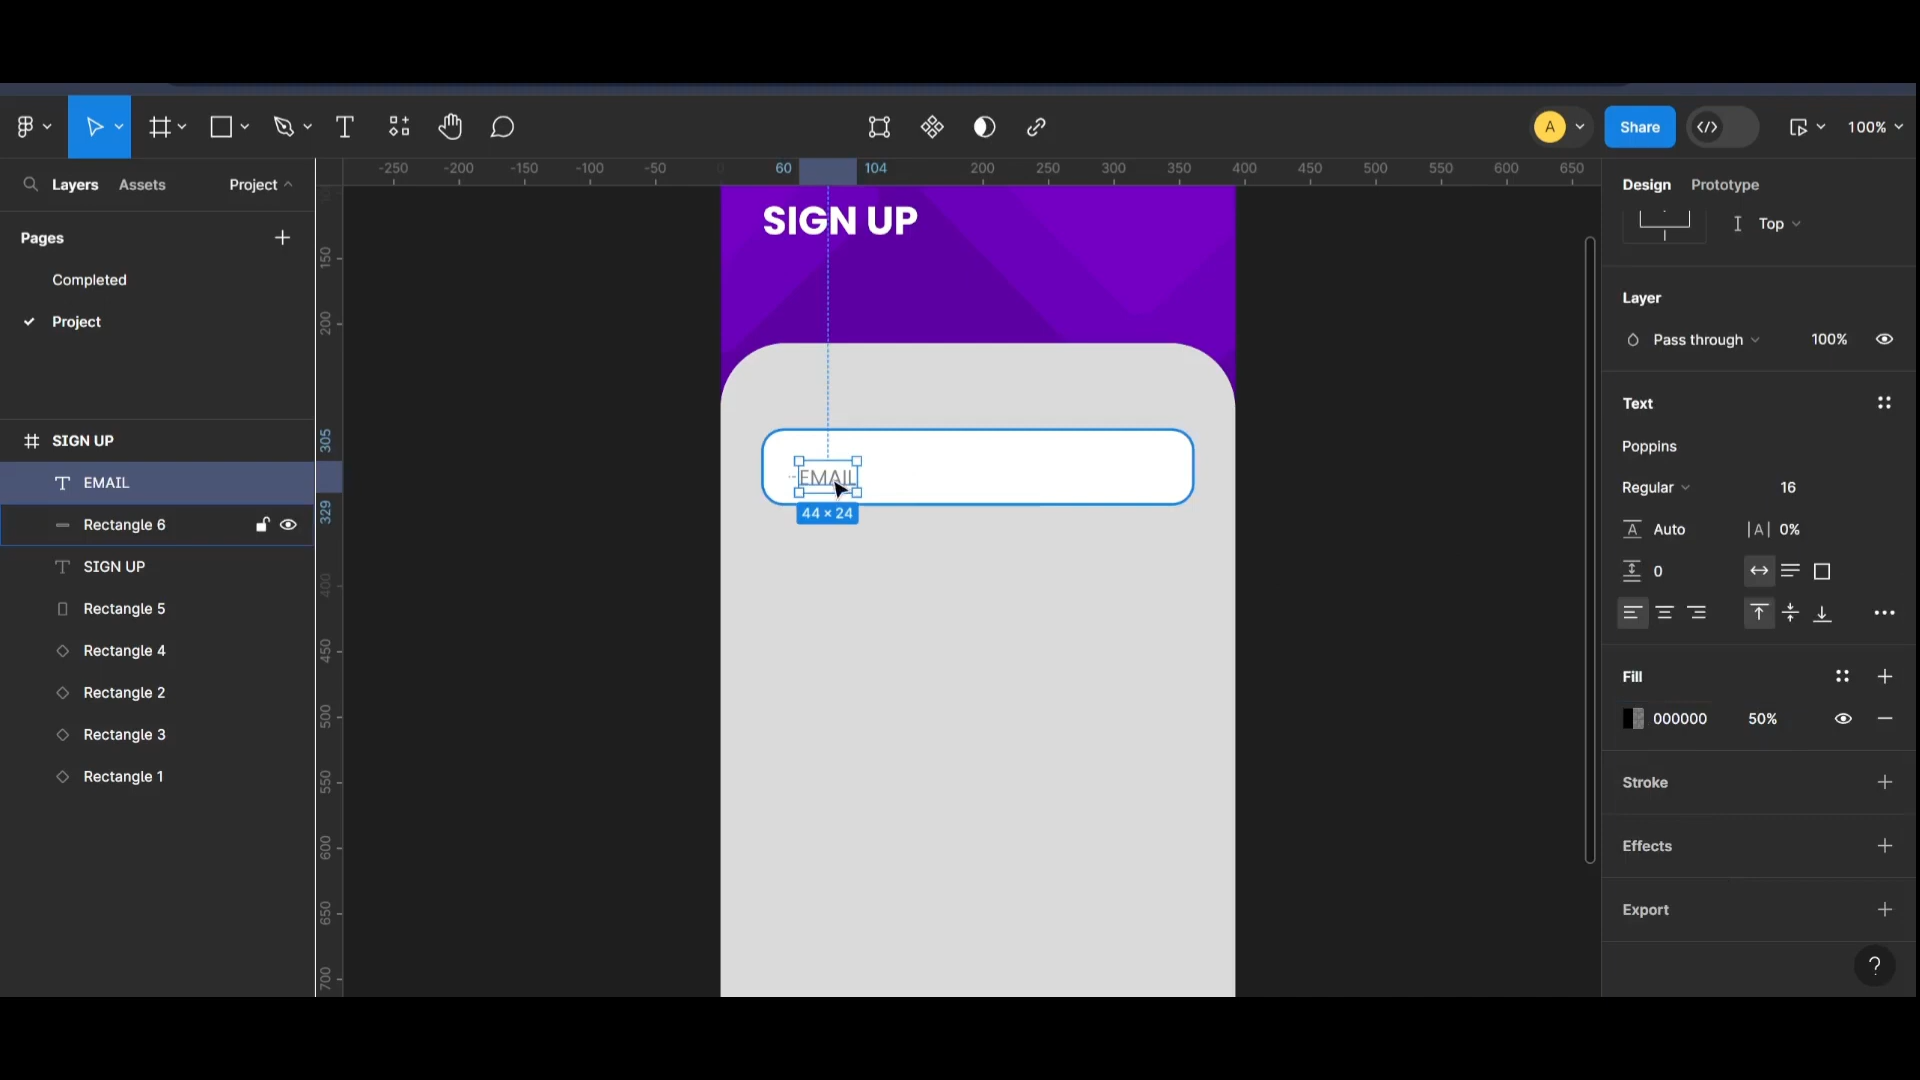 A
Share
100%
Layers
Assets
Project
Pages
Completed
Project
SIGN UP
EMAIL
Rectangle 6
SIGN UP
Rectangle 5
Rectangle 4
Rectangle 2
Rectangle 3
Rectangle 1
-250 -200 -150 -100 -50 0 60 104 200 250 300 350 400 450 500 550 600 650
150
200
305
329
400
450
500
550
600
650
700
SIGN UP
EMAIL
44 × 24
Design
Prototype
Top
Layer
Pass through
100%
Text
Poppins
Regular
16
Auto
|A| 0%
0
Fill
000000
50%
Stroke
Effects
Export
?